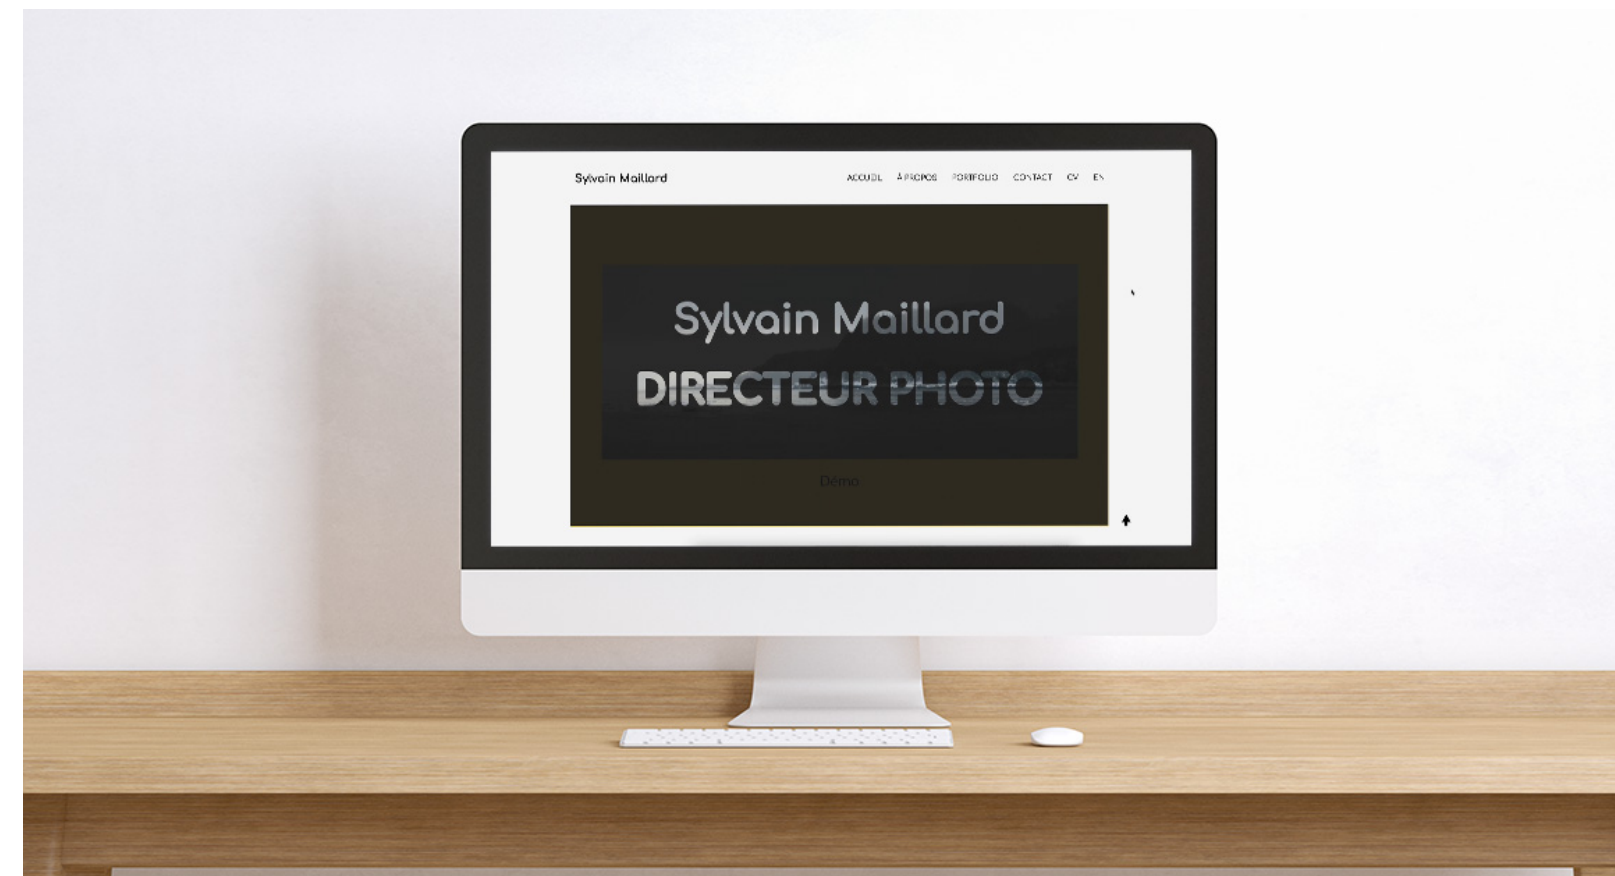 Sylvain Maillard
ACCUEIL À PROPOS PORTFOLIO CONTACT CV EN
Sylvain Maillard
DIRECTEUR PHOTO
Démo